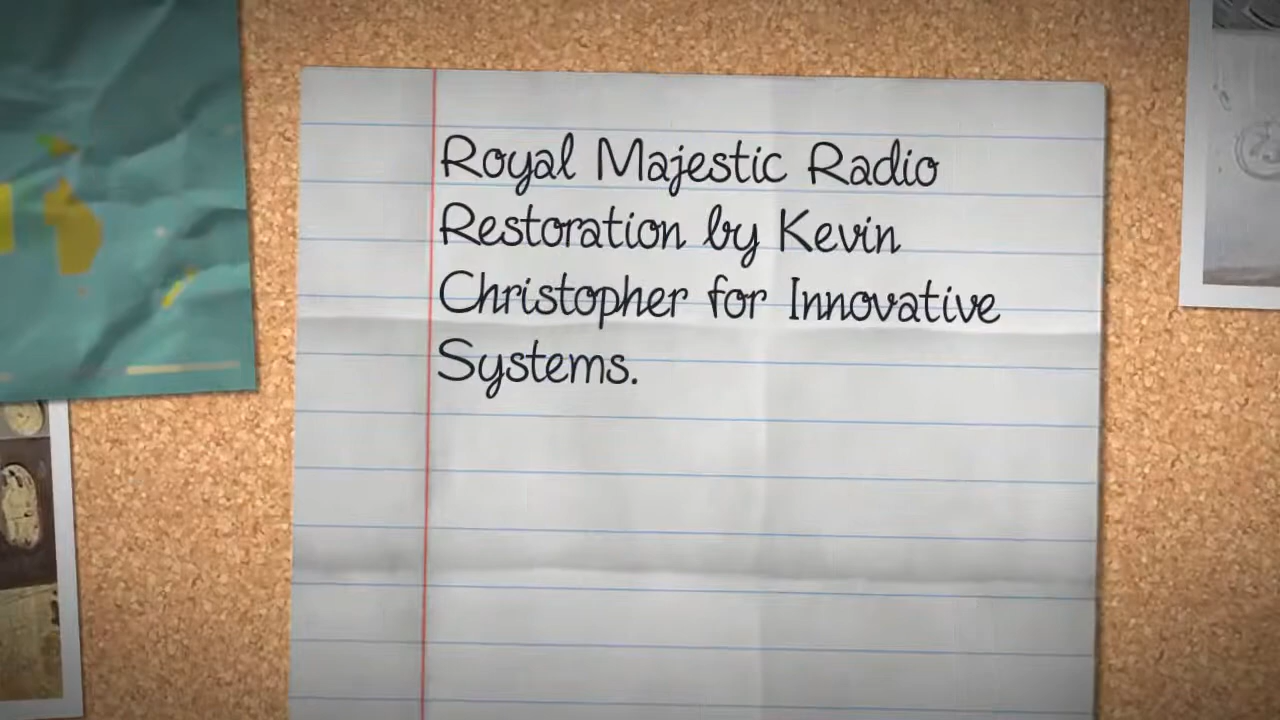 Royal Majestic Radio
Restoration by Kevin
Christopher for Innovative
Systems.